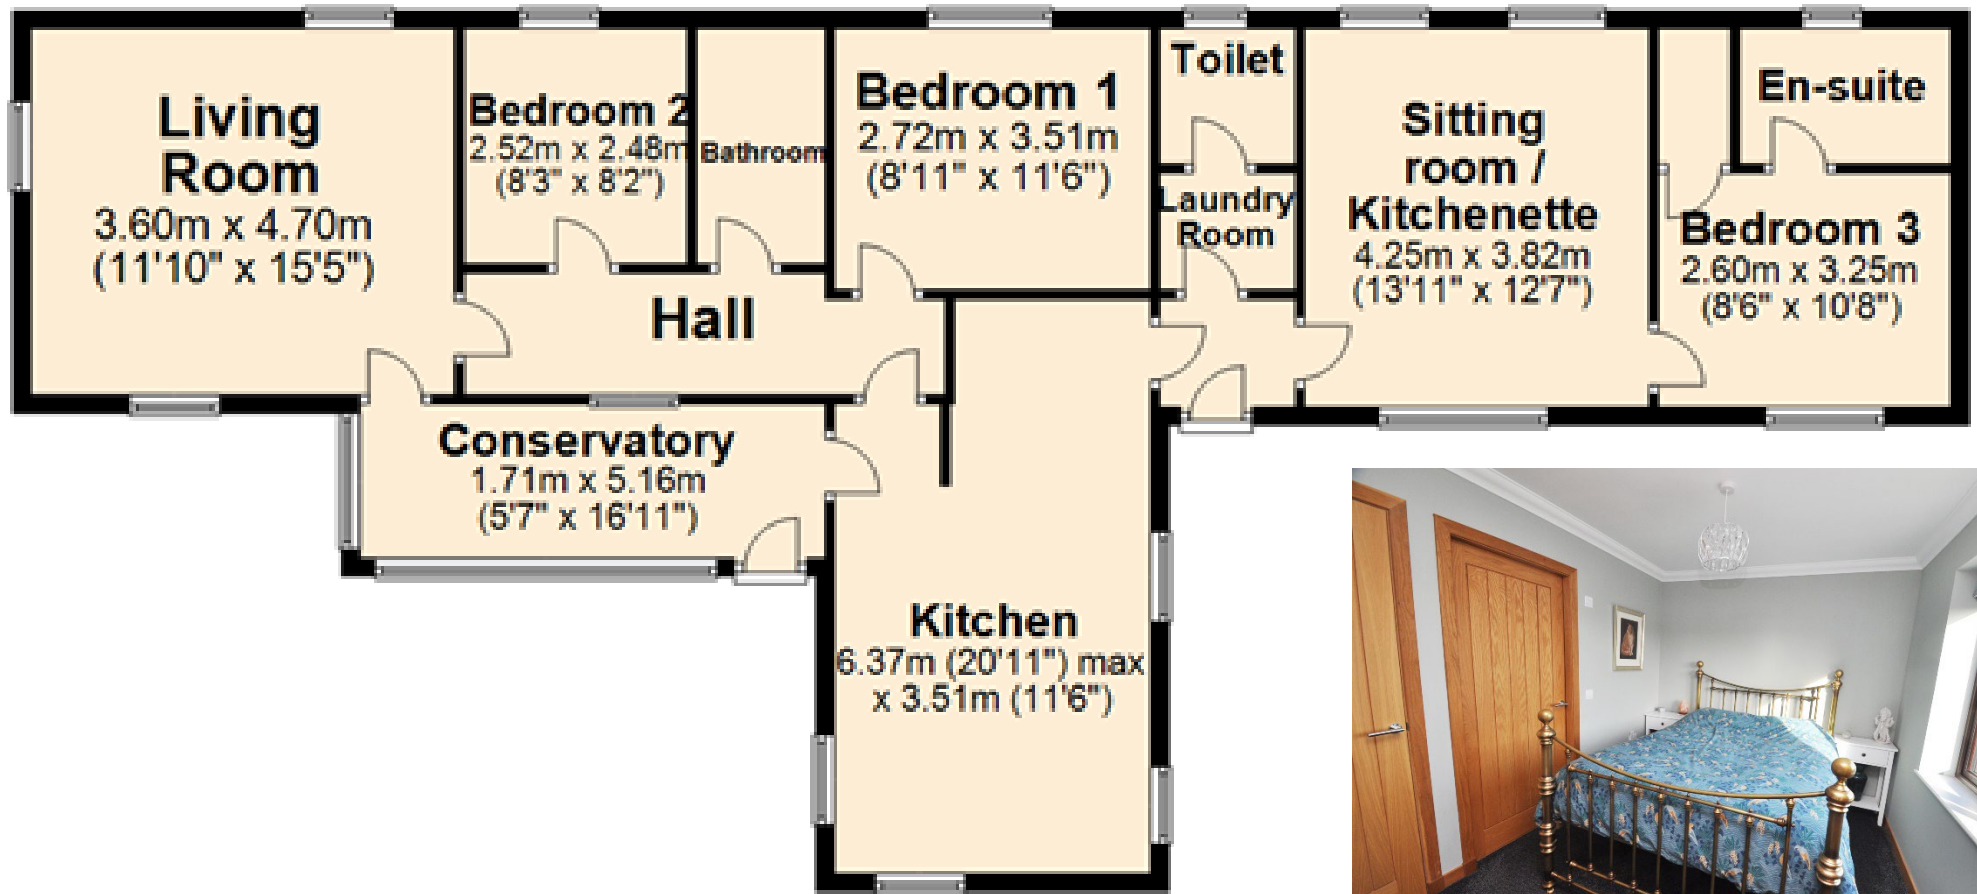 Living
Room
3.60m x 4.70m
(11'10" x 15'5")
Bedroom 2
2.52m x 2.48m
(8'3" x 8'2")
Bathroom
Bedroom 1
2.72m x 3.51m
(8'11" x 11'6")
Toilet
Laundry
Room
Sitting
room /
Kitchenette
4.25m x 3.82m
(13'11" x 12'7")
En-suite
Bedroom 3
2.60m x 3.25m
(8'6" x 10'8")
Hall
Conservatory
1.71m x 5.16m
(5'7" x 16'11")
Kitchen
6.37m (20'11") max
x 3.51m (11'6")